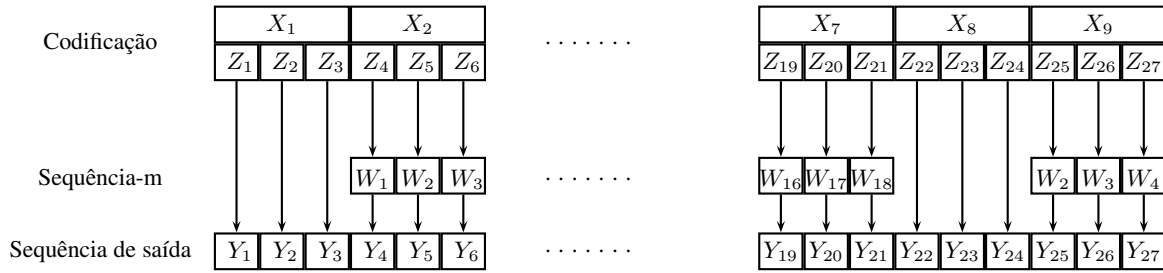 Codificação X₁ X₂ ....... X₇ X₈ X₉
Z₁ Z₂ Z₃ Z₄ Z₅ Z₆ Z₁₉ Z₂₀ Z₂₁ Z₂₂ Z₂₃ Z₂₄ Z₂₅ Z₂₆ Z₂₇
Sequência-m W₁ W₂ W₃ ....... W₁₆ W₁₇ W₁₈ W₂ W₃ W₄
Sequência de saída Y₁ Y₂ Y₃ Y₄ Y₅ Y₆ ....... Y₁₉ Y₂₀ Y₂₁ Y₂₂ Y₂₃ Y₂₄ Y₂₅ Y₂₆ Y₂₇